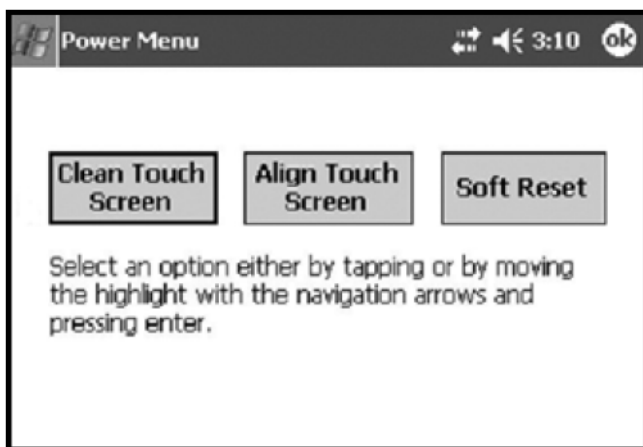 Power Menu 3:10 ok
Clean Touch Screen
Align Touch Screen
Soft Reset
Select an option either by tapping or by moving
the highlight with the navigation arrows and
pressing enter.